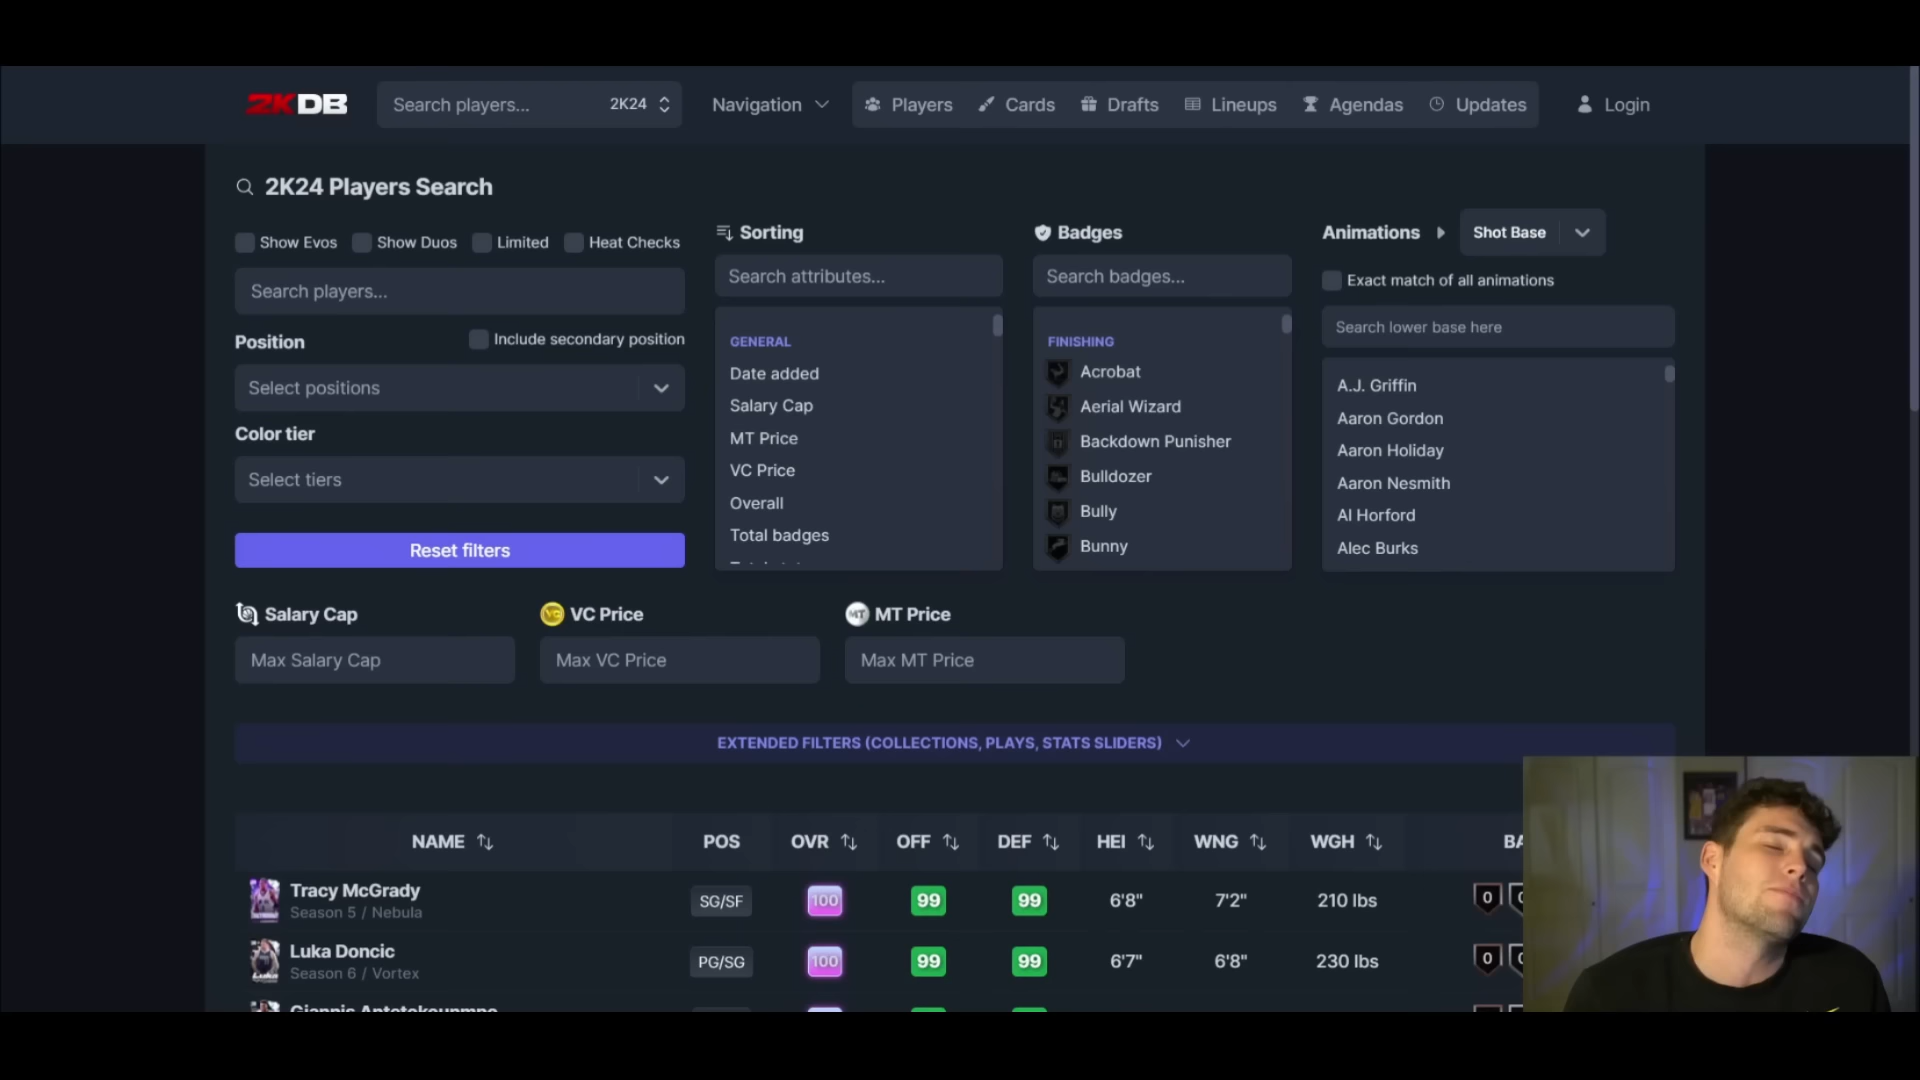 2KDB
Search players...
2K24
Navigation
Players
Cards
Drafts
Lineups
Agendas
Updates
Login
2K24 Players Search
Show Evos
Show Duos
Limited
Heat Checks
Search players...
Position
Include secondary position
Select positions
Color tier
Select tiers
Reset filters
Sorting
Search attributes...
GENERAL
Date added
Salary Cap
MT Price
VC Price
Overall
Total badges
Badges
Search badges...
FINISHING
Acrobat
Aerial Wizard
Backdown Punisher
Bulldozer
Bully
Bunny
Animations
Shot Base
Exact match of all animations
Search lower base here
A.J. Griffin
Aaron Gordon
Aaron Holiday
Aaron Nesmith
Al Horford
Alec Burks
Salary Cap
Max Salary Cap
VC
VC Price
Max VC Price
MT
MT Price
Max MT Price
EXTENDED FILTERS (COLLECTIONS, PLAYS, STATS SLIDERS)
NAME POS OVR OFF DEF HEI WNG WGH BA
Tracy McGrady SG/SF 100 99 99 6'8" 7'2" 210 lbs 0
Season 5 / Nebula
Luka Doncic PG/SG 100 99 99 6'7" 6'8" 230 lbs 0
Season 6 / Vortex